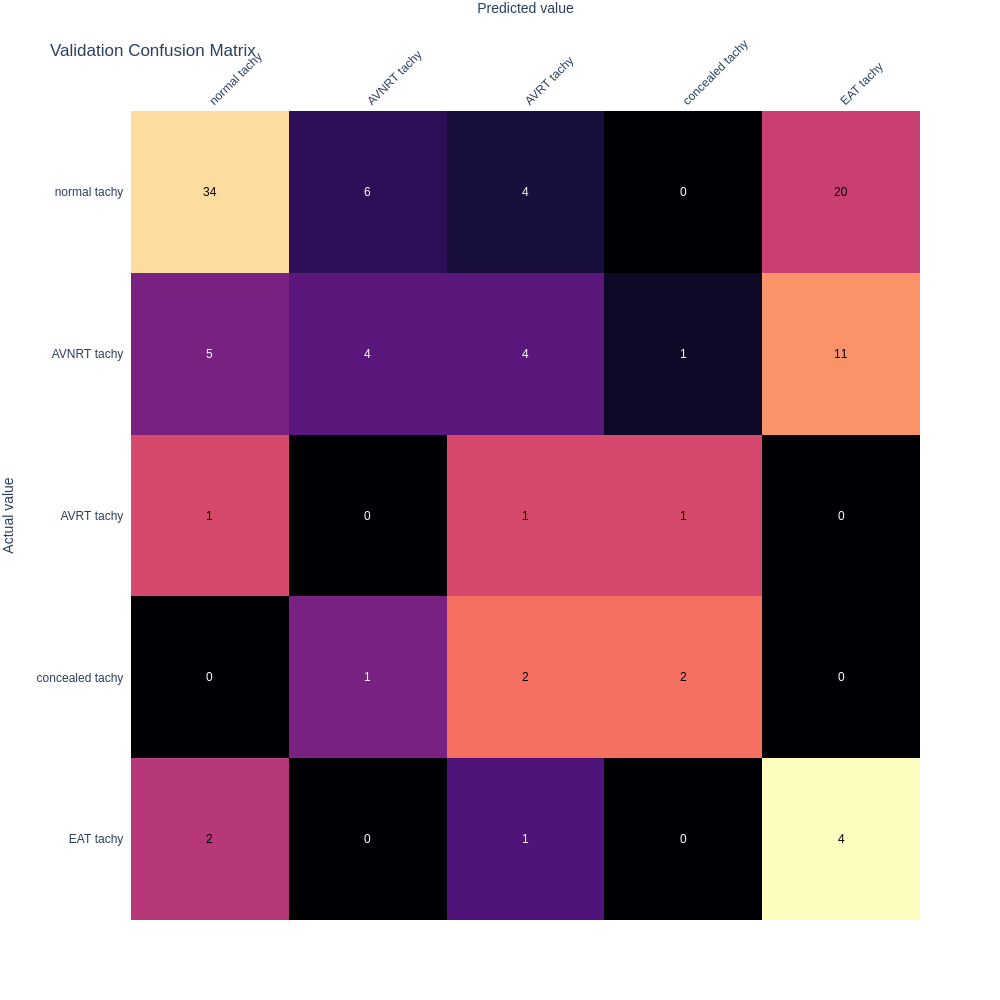 Predicted value
Validation Confusion Matrix
normal tachy AVNRT tachy AVRT tachy concealed tachy EAT tachy
normal tachy 34 6 4 0 20
AVNRT tachy 5 4 4 1 11
AVRT tachy 1 0 1 1 0
concealed tachy 0 1 2 2 0
EAT tachy 2 0 1 0 4
Actual value